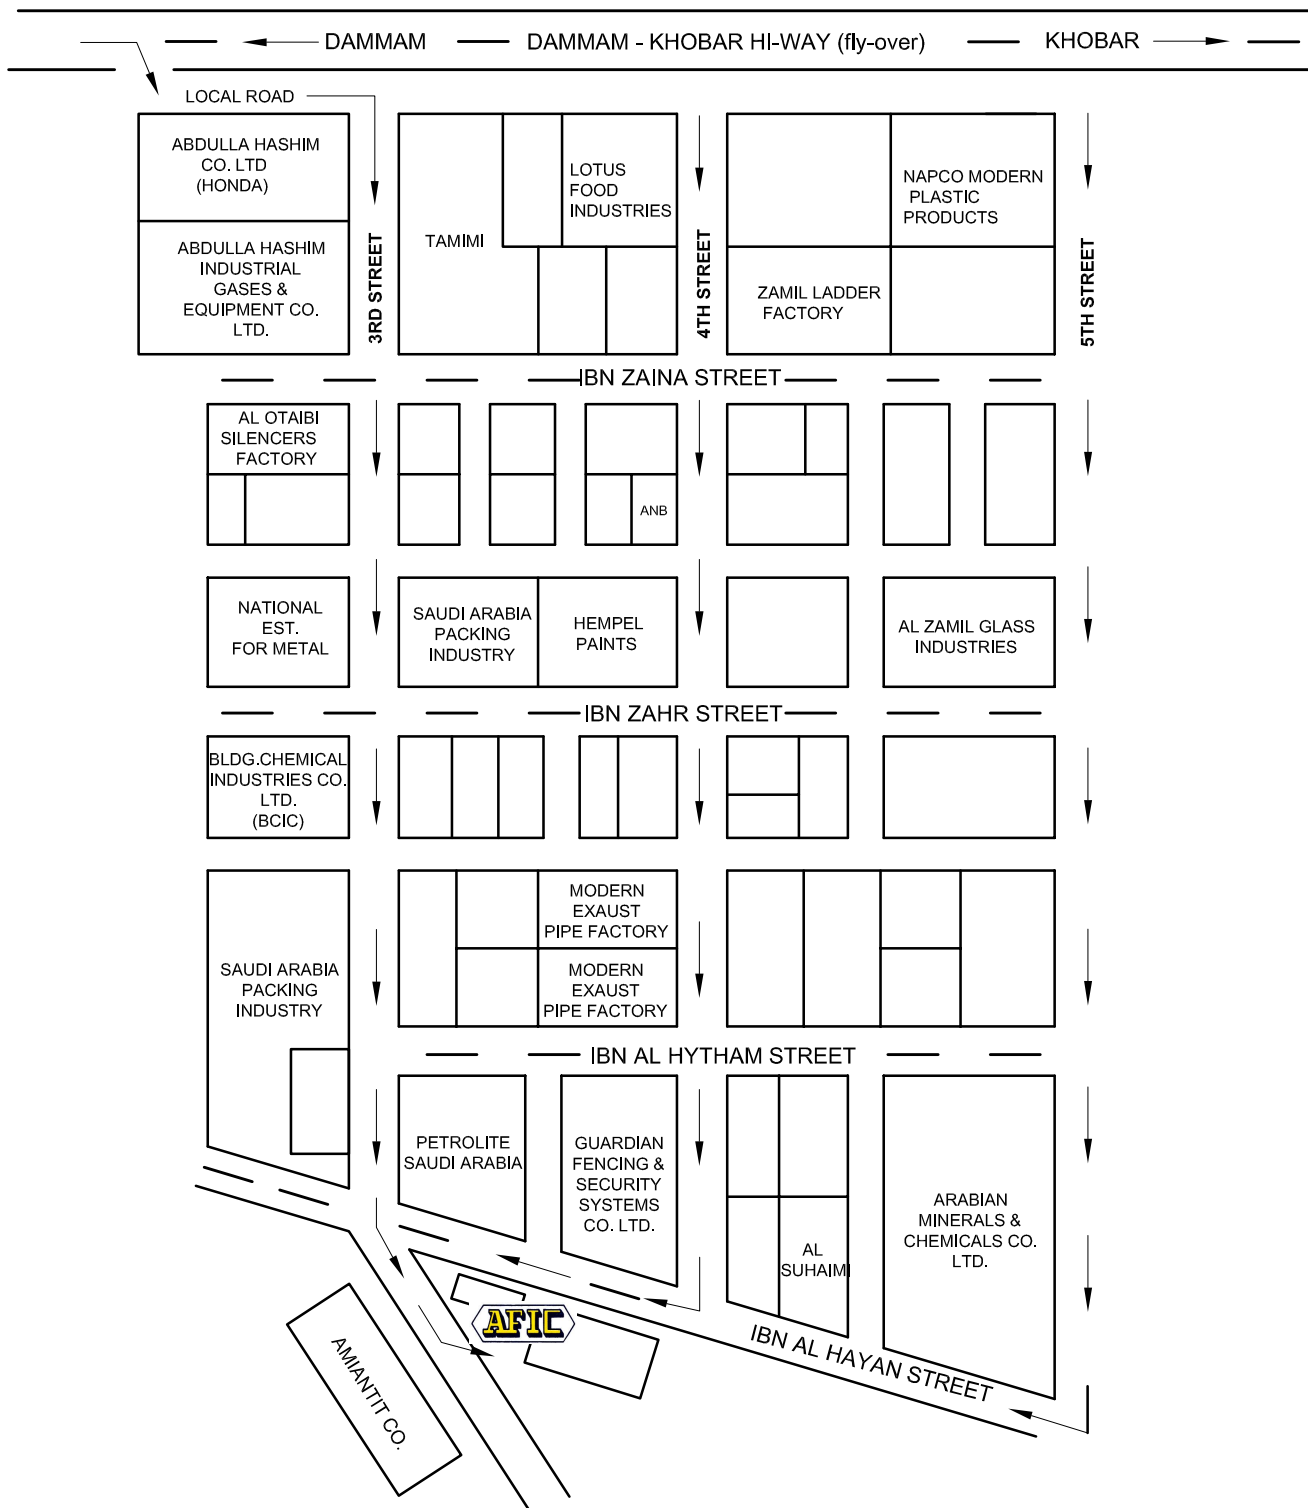 DAMMAM
DAMMAM - KHOBAR HI-WAY (fly-over)
KHOBAR
LOCAL ROAD
ABDULLA HASHIM
CO. LTD
(HONDA)
ABDULLA HASHIM
INDUSTRIAL
GASES &
EQUIPMENT CO.
LTD.
3RD STREET
TAMIMI
LOTUS
FOOD
INDUSTRIES
4TH STREET
NAPCO MODERN
PLASTIC
PRODUCTS
ZAMIL LADDER
FACTORY
5TH STREET
IBN ZAINA STREET
AL OTAIBI
SILENCERS
FACTORY
ANB
NATIONAL
EST.
FOR METAL
SAUDI ARABIA
PACKING
INDUSTRY
HEMPEL
PAINTS
AL ZAMIL GLASS
INDUSTRIES
IBN ZAHR STREET
BLDG.CHEMICAL
INDUSTRIES CO.
LTD.
(BCIC)
SAUDI ARABIA
PACKING
INDUSTRY
MODERN
EXAUST
PIPE FACTORY
MODERN
EXAUST
PIPE FACTORY
IBN AL HYTHAM STREET
PETROLITE
SAUDI ARABIA
GUARDIAN
FENCING &
SECURITY
SYSTEMS
CO. LTD.
AL
SUHAIMI
ARABIAN
MINERALS &
CHEMICALS CO.
LTD.
AFIC
IBN AL HAYAN STREET
AMIANTIT CO.